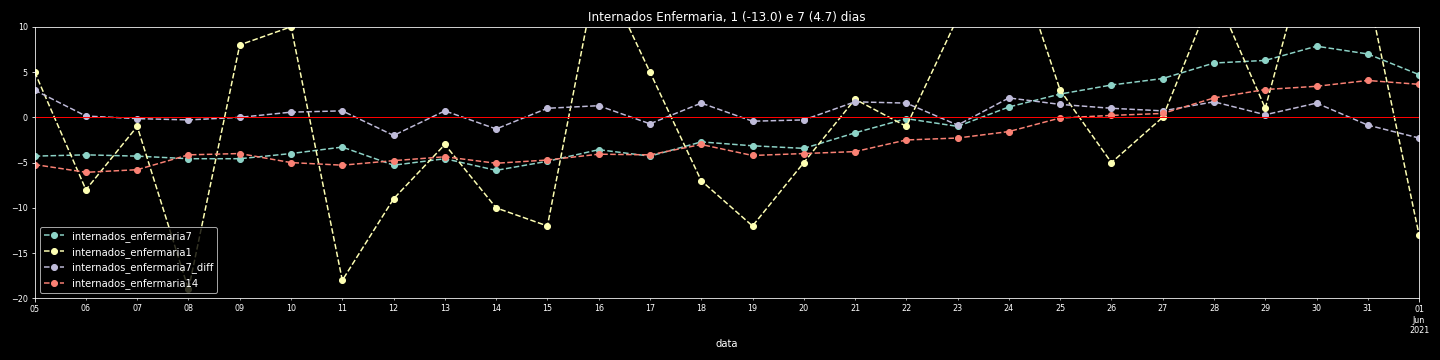 Internados Enfermaria, 1 (-13.0) e 7 (4.7) dias
10
5
0
−5
−10
−15
−20
internados_enfermaria7
internados_enfermaria1
internados_enfermaria7_diff
internados_enfermaria14
05 06 07 08 09 10 11 12 13 14 15 16 17 18 19 20 21 22 23 24 25 26 27 28 29 30 31 01
Jun
2021
data